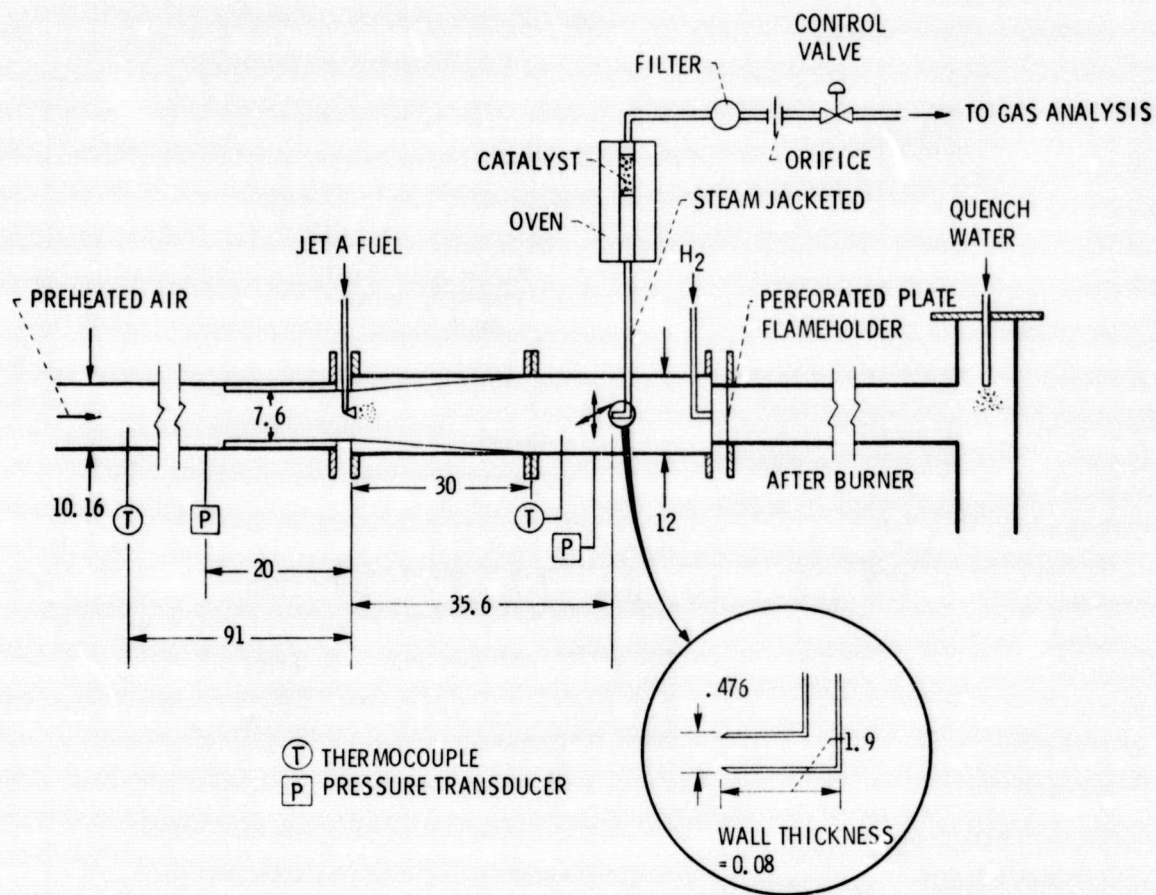 CONTROL
VALVE
FILTER
TO GAS ANALYSIS
CATALYST
ORIFICE
STEAM JACKETED
OVEN
QUENCH
WATER
JET A FUEL
H2
PREHEATED AIR
PERFORATED PLATE
FLAMEHOLDER
7.6
30
AFTER BURNER
10.16
T
P
T
12
P
20
35.6
91
.476
1.9
T THERMOCOUPLE
P PRESSURE TRANSDUCER
WALL THICKNESS
=0.08